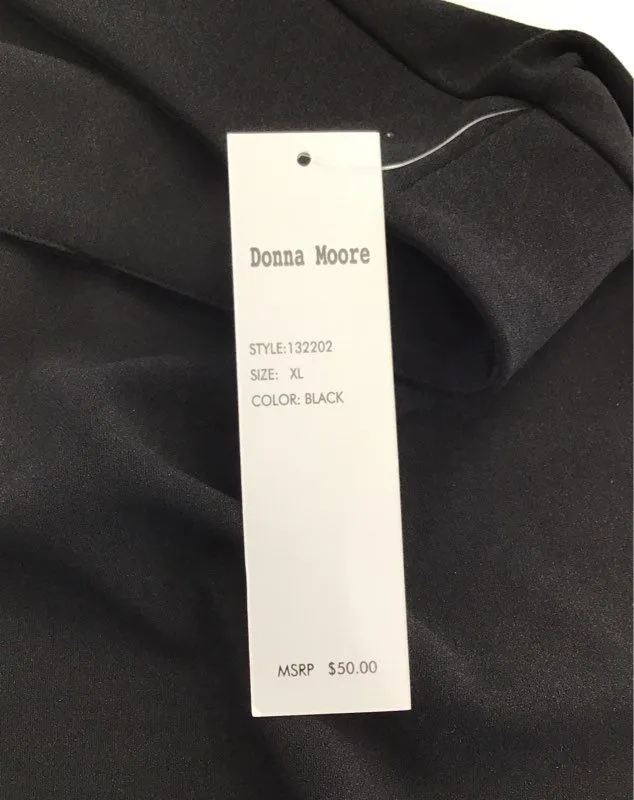 Donna Moore
STYLE:132202
SIZE: XL
COLOR: BLACK
MSRP $50.00